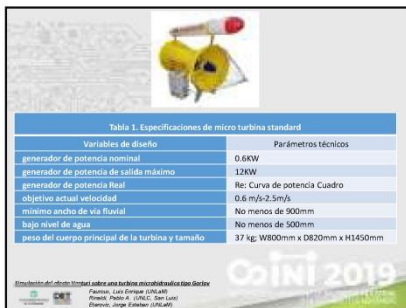 Tabla 1. Especificaciones de micro turbina standard
Variables de diseño Parámetros técnicos
generador de potencia nominal 0.6KW
generador de potencia de salida máximo 12KW
generador de potencia Real Re: Curva de potencia Cuadro
objetivo actual velocidad 0.6 m/s-2.5m/s
mínimo ancho de vía fluvial No menos de 900mm
bajo nivel de agua No menos de 500mm
peso del cuerpo principal de la turbina y tamaño 37 kg; W800mm x D820mm x H1450mm
Simulación del efecto Venturi sobre una turbina microhidráulica tipo Gorlov
Faurroux, Luis Enrique (UNLaM)
Rinaldi, Pablo A. (UNLC, San Luis)
Eterovic, Jorge Esteban (UNLaM)
COINI 2019